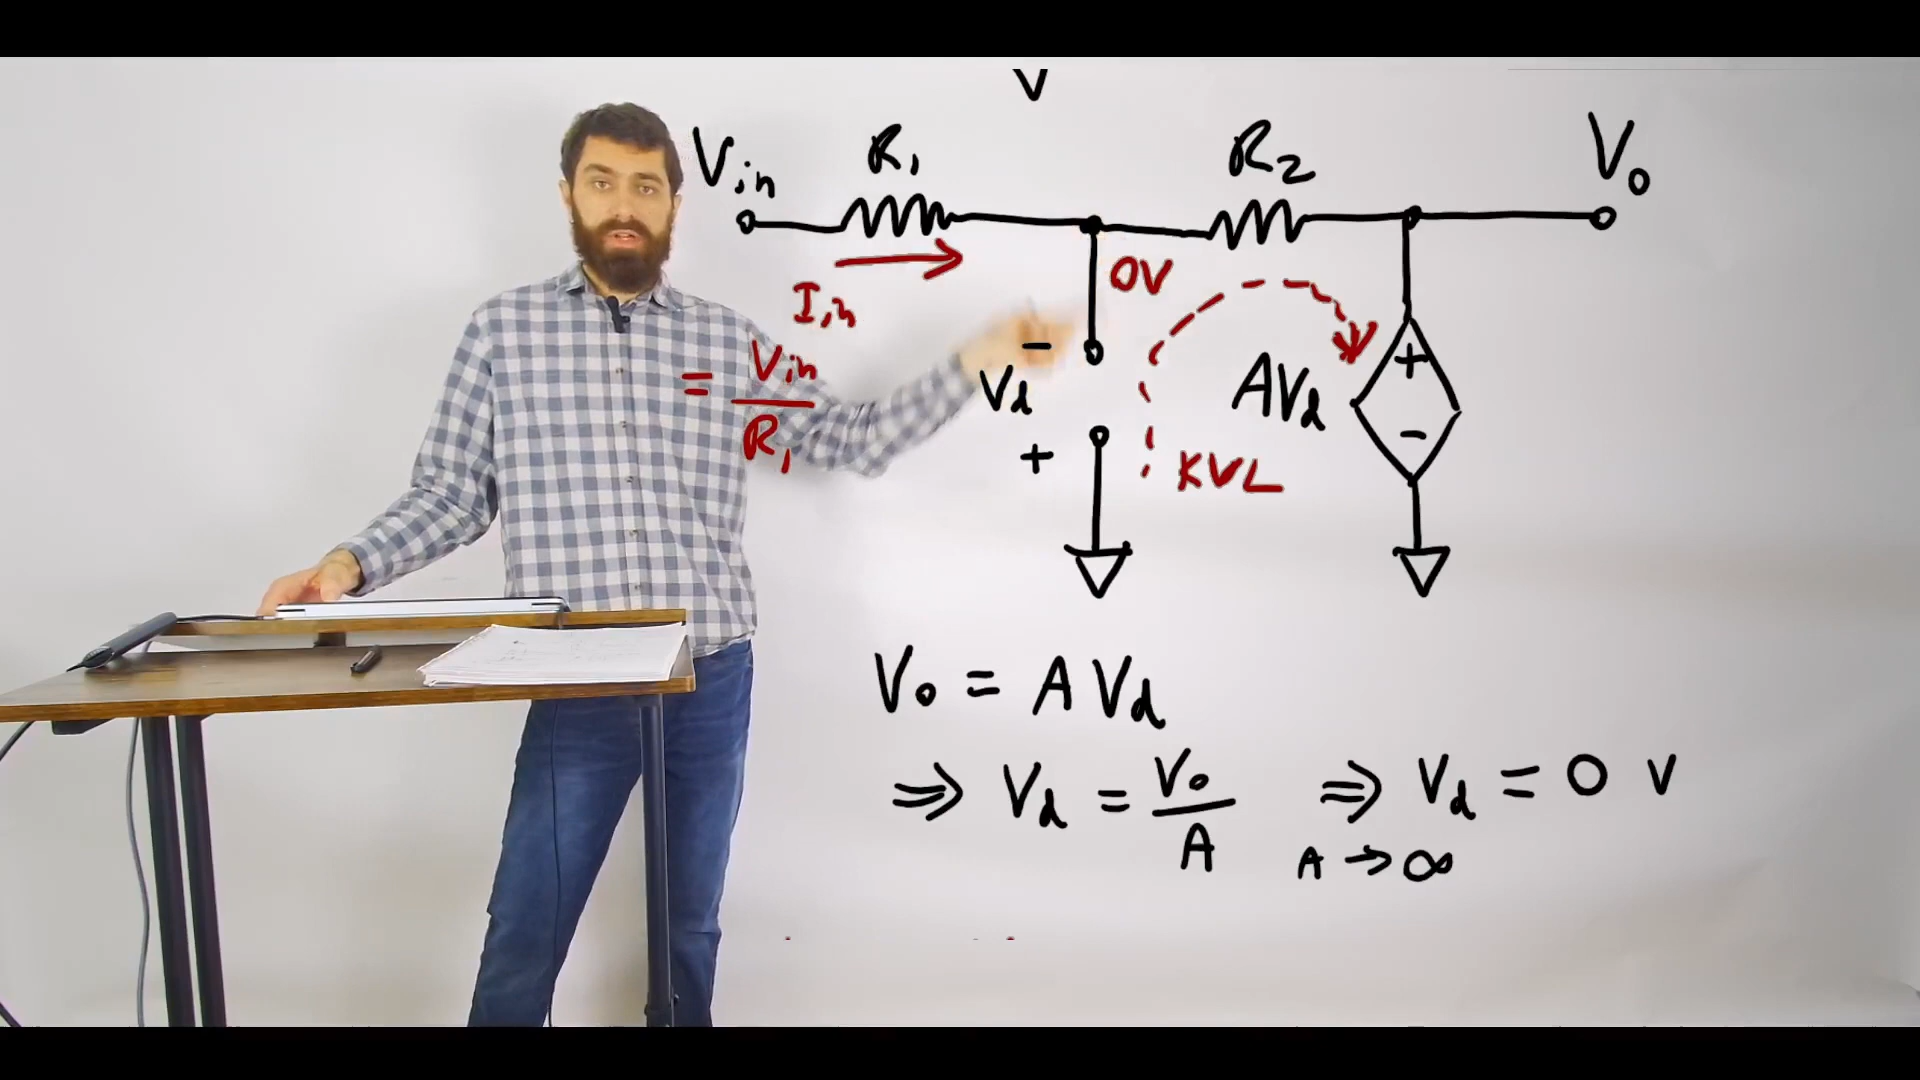 V
Vin R1 R2 Vo
Iin
0V
= Vin / R1
- Vd +
AVd
+
-
KVL
Vo = A Vd
⇒ Vd = Vo / A ⇒ Vd = 0 V
A → ∞